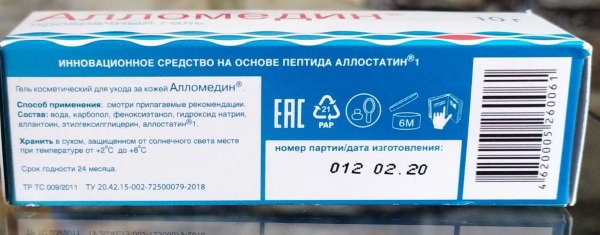 Алломедин®
прозрачный гель
10 г
ИННОВАЦИОННОЕ СРЕДСТВО НА ОСНОВЕ ПЕПТИДА АЛЛОСТАТИН®1
Гель косметический для ухода за кожей Алломедин®.
Способ применения: смотри прилагаемые рекомендации.
Состав: вода, карбопол, феноксиэтанол, гидроксид натрия,
аллантоин, этилгексилглицерин, аллостатин®1.
Хранить в сухом, защищенном от солнечного света месте
при температуре от +2°С до +8°С
Срок годности 24 месяца.
ТР ТС 009/2011 ТУ 20.42.15-002-72500079-2018
EAC
21
PAP
6M
номер партии/дата изготовления:
012 02.20
4620005260061